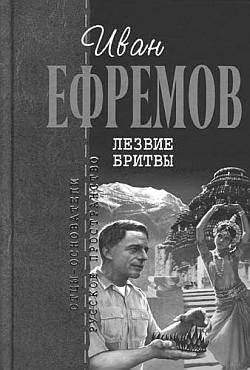 Иван
ЕФРЕМОВ
ЛЕЗВИЕ
БРИТВЫ
ОТЦЫ-ОСНОВАТЕЛИ
РУССКОЕ ПРОСТРАНСТВО